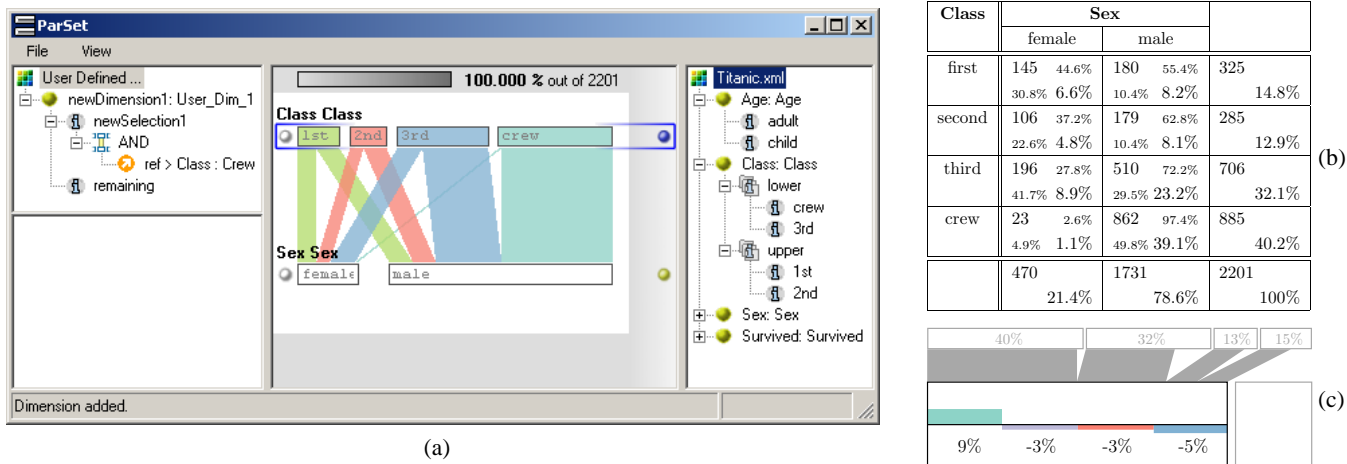 ParSet
File View
User Defined ...
newDimension1: User_Dim_1
newSelection1
AND
ref > Class : Crew
remaining
100.000 % out of 2201
Class Class
1st 2nd 3rd crew
Sex Sex
female male
Titanic.xml
Age: Age
adult
child
Class: Class
lower
crew
3rd
upper
1st
2nd
Sex: Sex
Survived: Survived
Dimension added.
(a)
Class Sex
female male
first 145 44.6% 180 55.4% 325
30.8% 6.6% 10.4% 8.2% 14.8%
second 106 37.2% 179 62.8% 285
22.6% 4.8% 10.4% 8.1% 12.9%
third 196 27.8% 510 72.2% 706
41.7% 8.9% 29.5% 23.2% 32.1%
crew 23 2.6% 862 97.4% 885
4.9% 1.1% 49.8% 39.1% 40.2%
470 1731 2201
21.4% 78.6% 100%
(b)
40% 32% 13% 15%
9% -3% -3% -5%
(c)